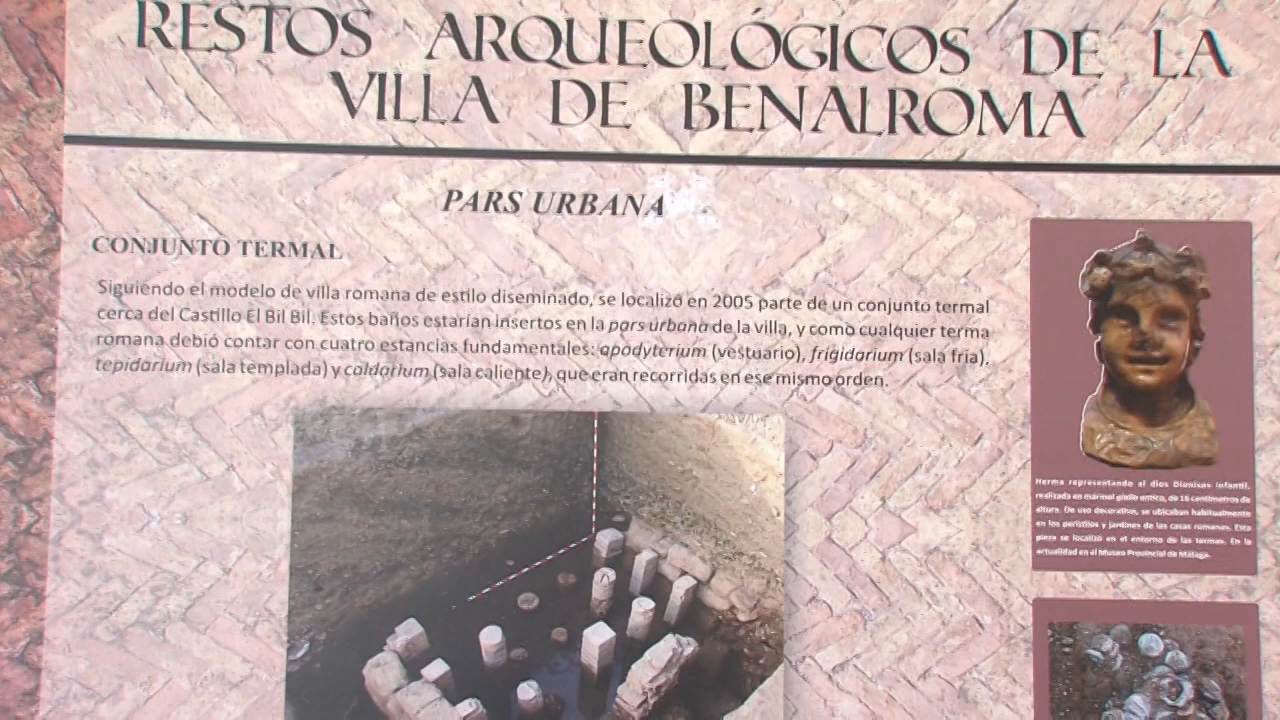 RESTOS ARQUEOLÓGICOS DE LA
VILLA DE BENALROMA
PARS URBANA
CONJUNTO TERMAL
Siguiendo el modelo de villa romana de estilo diseminado, se localizó en 2005 parte de un conjunto termal
cerca del Castillo El Bil Bil. Estos baños estarían insertos en la pars urbana de la villa, y como cualquier terma
romana debió contar con cuatro estancias fundamentales: apodyterium (vestuario), frigidarium (sala fría),
tepidarium (sala templada) y caldarium (sala caliente), que eran recorridas en ese mismo orden.
Herma representando al dios Dionisos infantil,
realizada en mármol giallo antico, de 16 centímetros de
altura. De uso decorativo, se ubicaban habitualmente
en los peristilos y jardines de las casas romanas. Esta
pieza se localizó en el entorno de las termas. En la
actualidad en el Museo Provincial de Málaga.